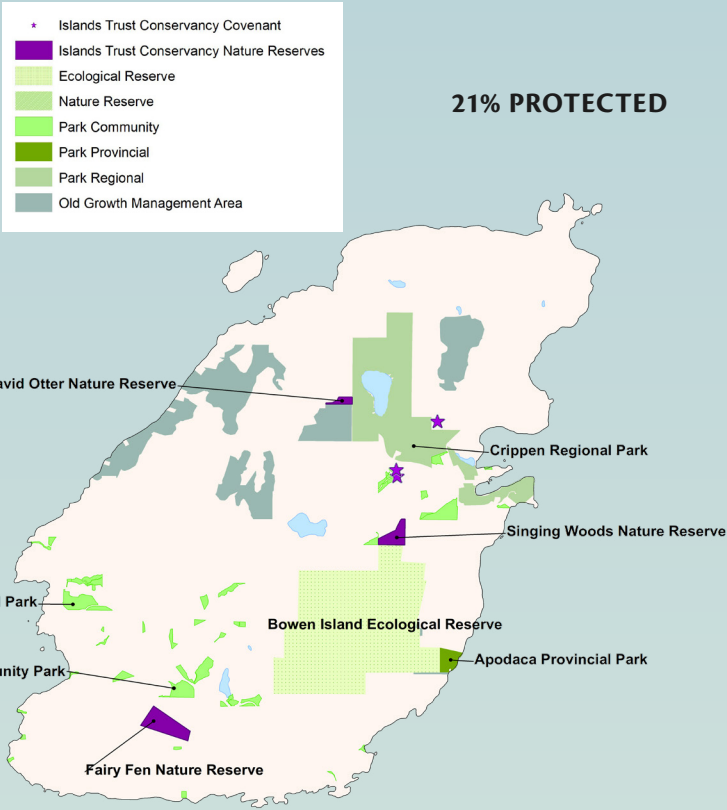 Islands Trust Conservancy Covenant
Islands Trust Conservancy Nature Reserves
Ecological Reserve
Nature Reserve
Park Community
Park Provincial
Park Regional
Old Growth Management Area
21% PROTECTED
Otter Nature Reserve
Crippen Regional Park
Singing Woods Nature Reserve
Park
Bowen Island Ecological Reserve
Apodaca Provincial Park
Park
Fairy Fen Nature Reserve